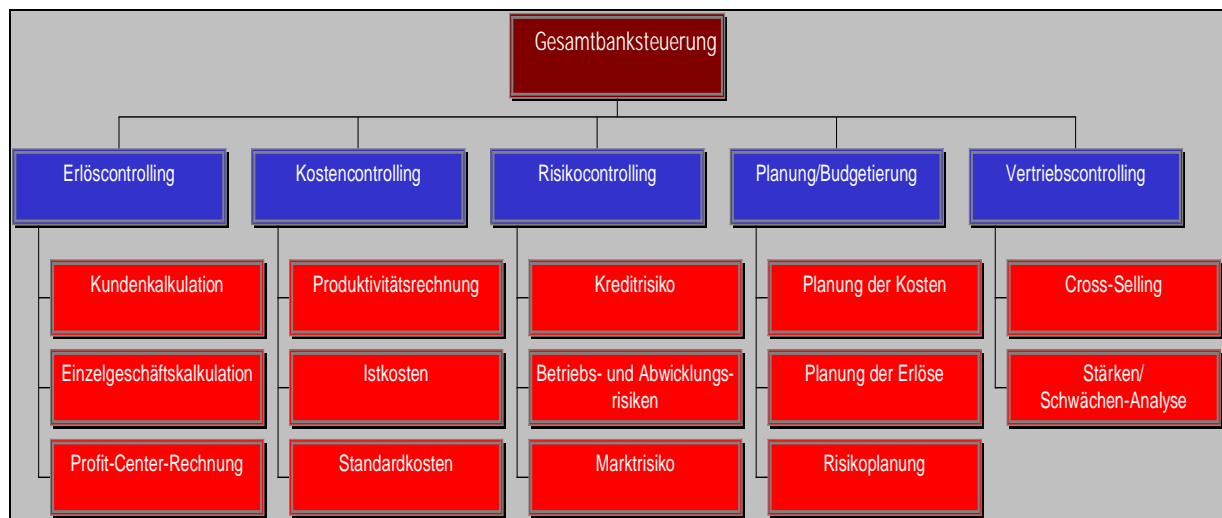 Gesamtbanksteuerung
Erlöscontrolling
Kostencontrolling
Risikocontrolling
Planung/Budgetierung
Vertriebscontrolling
Kundenkalkulation
Produktivitätsrechnung
Kreditrisiko
Planung der Kosten
Cross-Selling
Einzelgeschäftskalkulation
Istkosten
Betriebs- und Abwicklungs-
risiken
Planung der Erlöse
Stärken/
Schwächen-Analyse
Profit-Center-Rechnung
Standardkosten
Marktrisiko
Risikoplanung